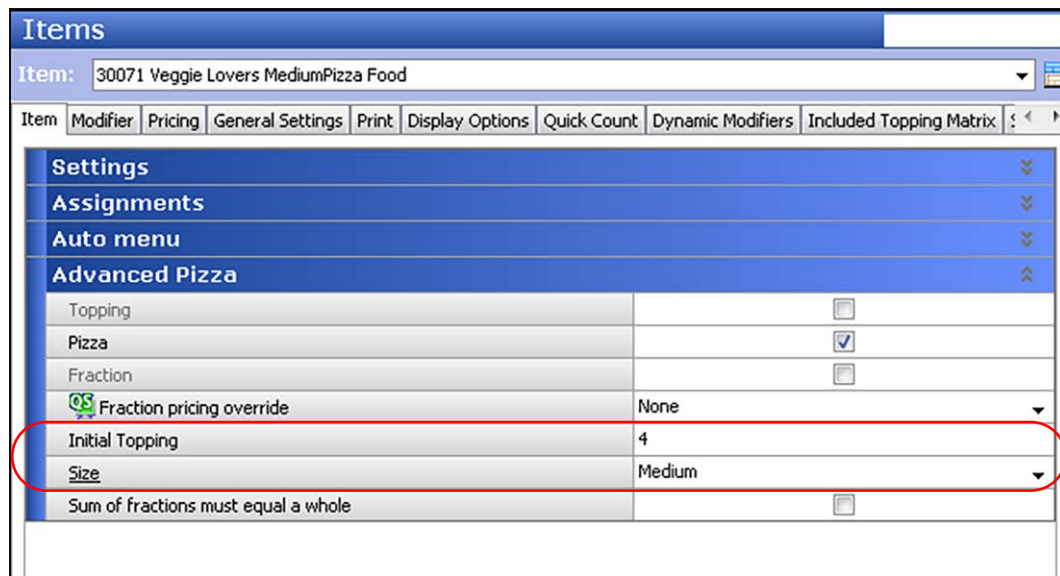 Items
Item: 30071 Veggie Lovers MediumPizza Food
Item Modifier Pricing General Settings Print Display Options Quick Count Dynamic Modifiers Included Topping Matrix
Settings
Assignments
Auto menu
Advanced Pizza
Topping
Pizza
Fraction
QS Fraction pricing override None
Initial Topping 4
Size Medium
Sum of fractions must equal a whole